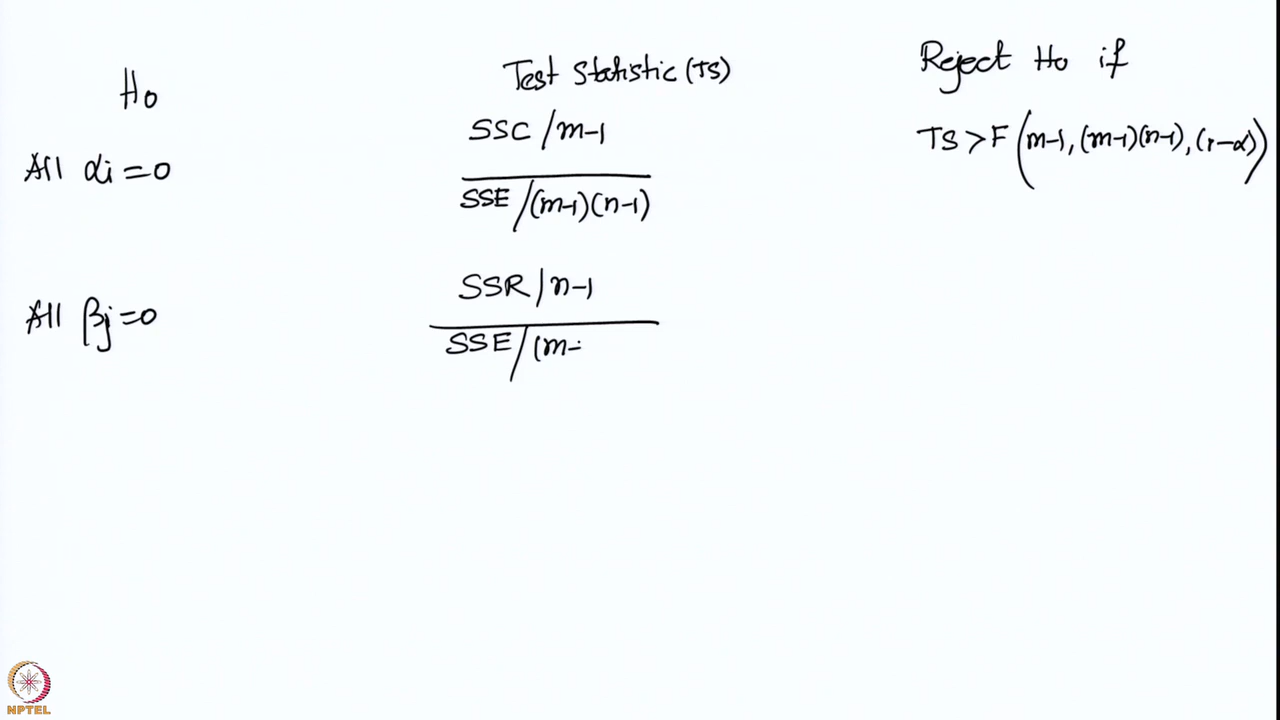 H0 Test Statistic (TS) Reject H0 if
All αi = 0 SSC / m-1 TS > F (m-1, (m-1)(n-1), (1-α))
SSE / (m-1)(n-1)
SSR / n-1
All βj = 0
SSE / (m-
NPTEL